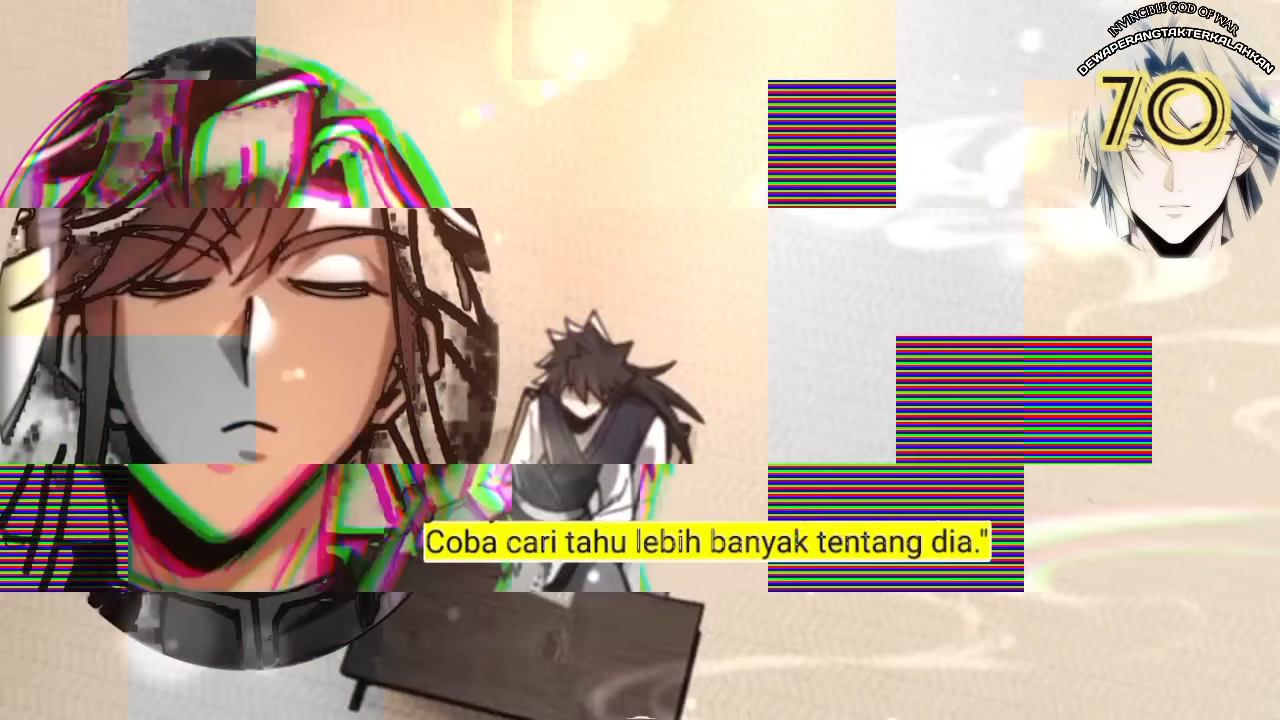 INVINCIBLE GOD OF WAR
DEWAPERANGTAKTERKALAHKAN
70
Coba cari tahu lebih banyak tentang dia."